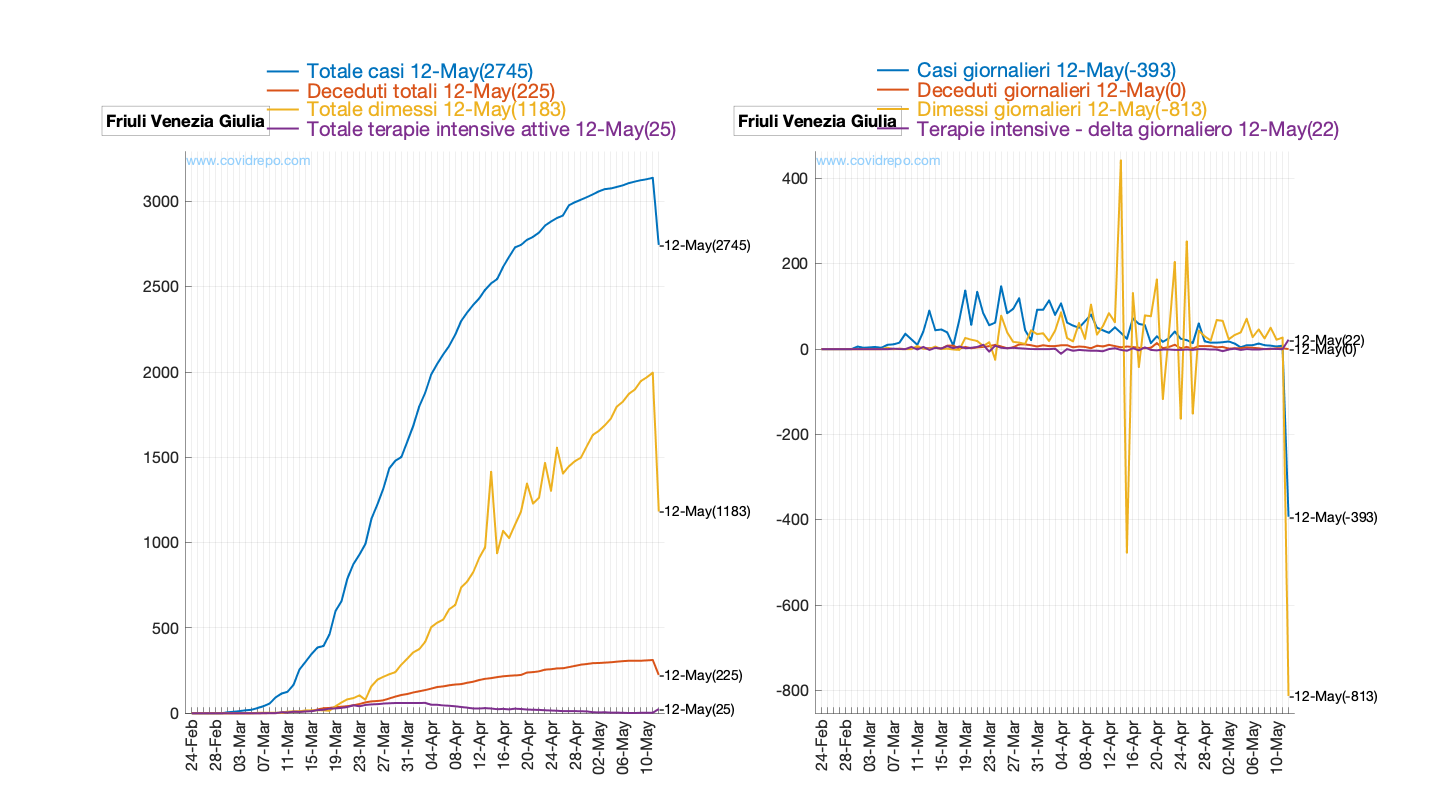 Totale casi 12-May(2745)
Deceduti totali 12-May(225)
Totale dimessi 12-May(1183)
Totale terapie intensive attive 12-May(25)
Friuli Venezia Giulia
www.covidrepo.com
3000
2500
2000
1500
1000
500
0
12-May(2745)
12-May(1183)
12-May(225)
12-May(25)
24-Feb
28-Feb
03-Mar
07-Mar
11-Mar
15-Mar
19-Mar
23-Mar
27-Mar
31-Mar
04-Apr
08-Apr
12-Apr
16-Apr
20-Apr
24-Apr
28-Apr
02-May
06-May
10-May
Casi giornalieri 12-May(-393)
Deceduti giornalieri 12-May(0)
Dimessi giornalieri 12-May(-813)
Terapie intensive - delta giornaliero 12-May(22)
Friuli Venezia Giulia
www.covidrepo.com
400
200
0
-200
-400
-600
-800
12-May(22)
12-May(0)
12-May(-393)
12-May(-813)
24-Feb
28-Feb
03-Mar
07-Mar
11-Mar
15-Mar
19-Mar
23-Mar
27-Mar
31-Mar
04-Apr
08-Apr
12-Apr
16-Apr
20-Apr
24-Apr
28-Apr
02-May
06-May
10-May